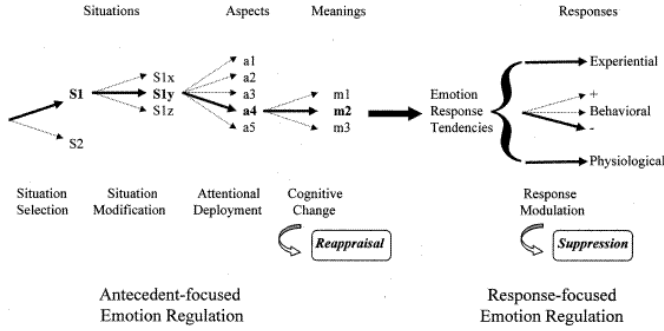 Situations Aspects Meanings Responses
a1
a2
a3
a4
a5
S1
S2
S1x
S1y
S1z
m1
m2
m3
Emotion
Response
Tendencies
Experiential
+
Behavioral
-
Physiological
Situation
Selection
Situation
Modification
Attentional
Deployment
Cognitive
Change
Response
Modulation
Reappraisal
Suppression
Antecedent-focused
Emotion Regulation
Response-focused
Emotion Regulation